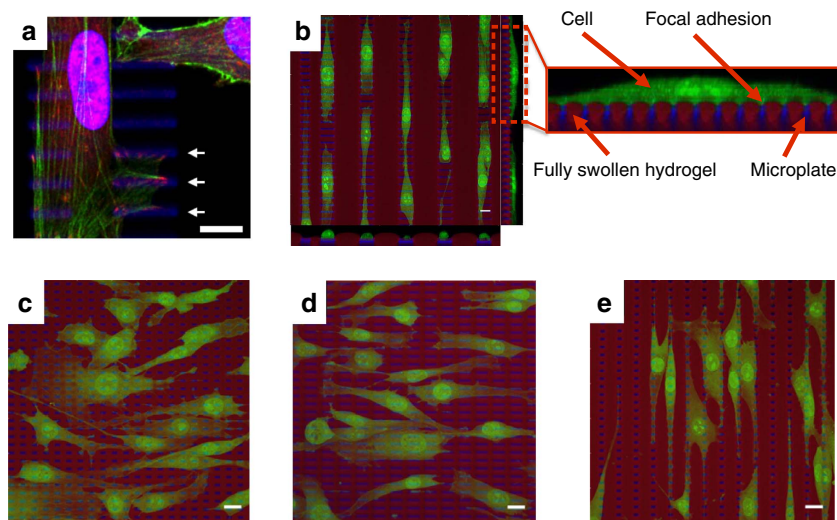 a
b
Cell
Focal adhesion
Fully swollen hydrogel
Microplate
c
d
e